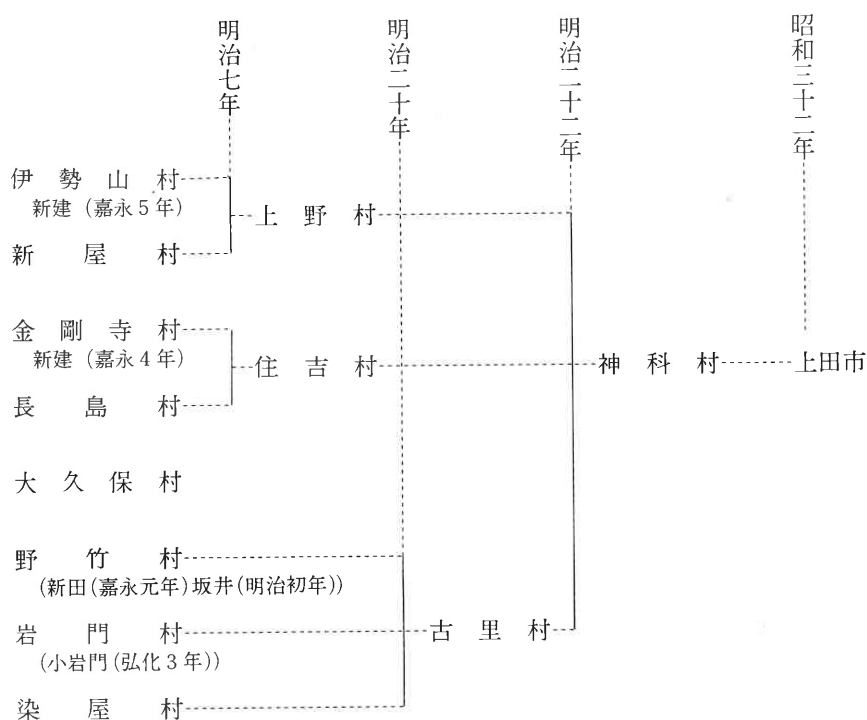 明治七年
明治二十年
明治二十二年
昭和三十二年
伊勢山村
新建（嘉永5年）
上野村
新屋村
金剛寺村
新建（嘉永4年）
住吉村
神科村
上田市
長島村
大久保村
野竹村
（新田（嘉永元年）坂井（明治初年））
岩門村
古里村
（小岩門（弘化3年））
染屋村